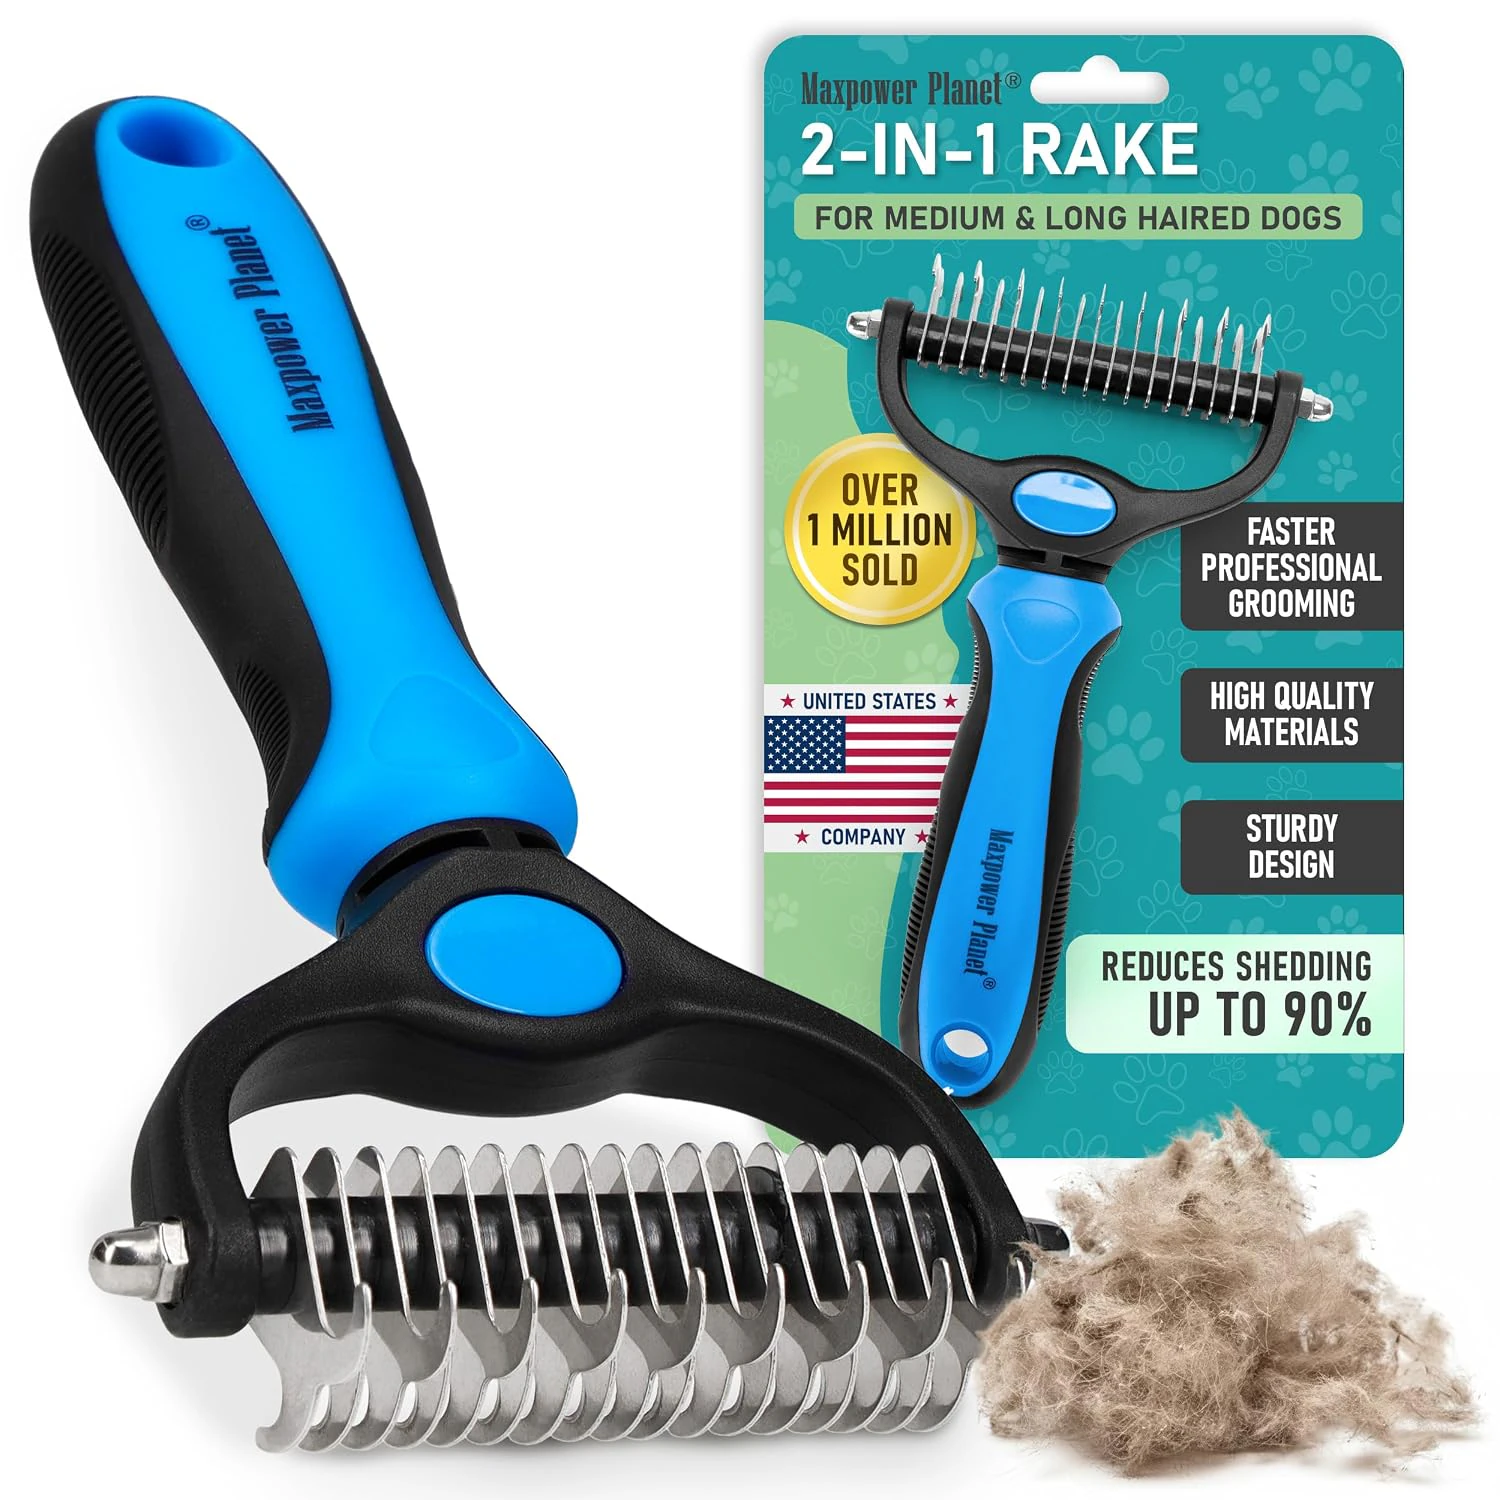 Maxpower Planet®
Maxpower Planet®
2-IN-1 RAKE
FOR MEDIUM & LONG HAIRED DOGS
OVER
1 MILLION
SOLD
FASTER
PROFESSIONAL
GROOMING
UNITED STATES
COMPANY
HIGH QUALITY
MATERIALS
STURDY
DESIGN
Maxpower Planet®
REDUCES SHEDDING
UP TO 90%